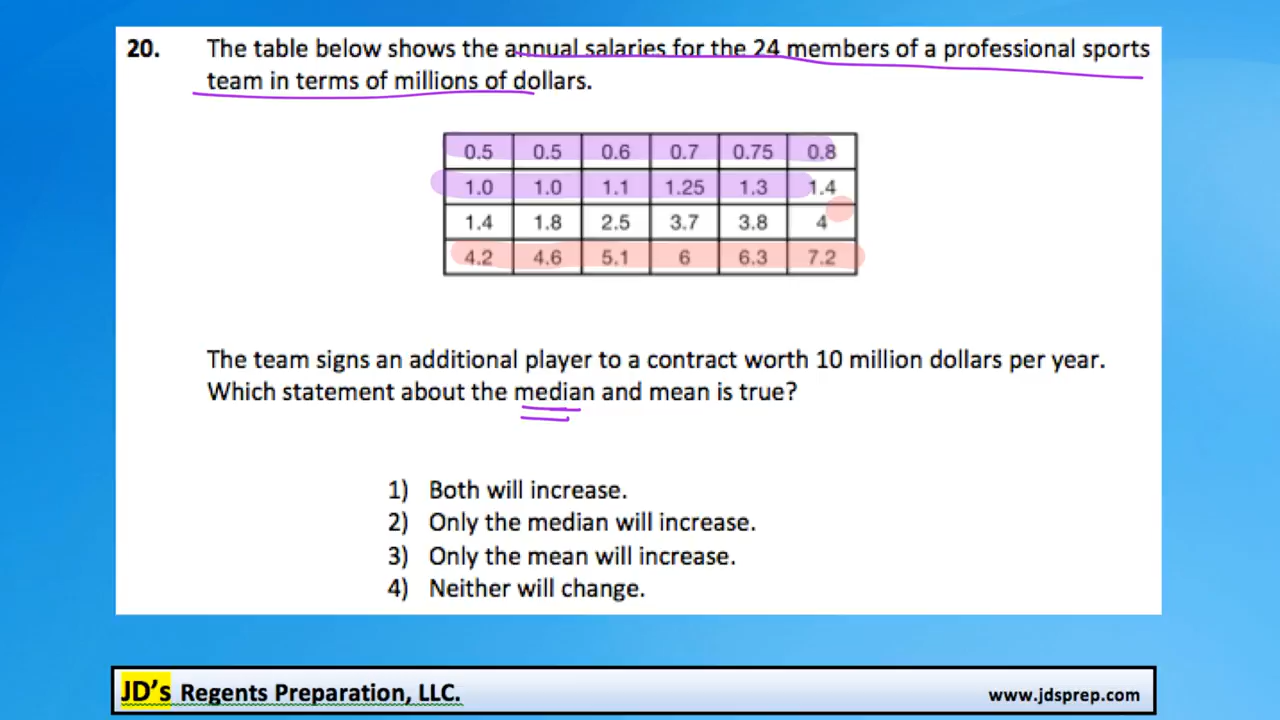 20. The table below shows the annual salaries for the 24 members of a professional sports
team in terms of millions of dollars.
0.5 0.5 0.6 0.7 0.75 0.8
1.0 1.0 1.1 1.25 1.3 1.4
1.4 1.8 2.5 3.7 3.8 4
4.2 4.6 5.1 6 6.3 7.2
The team signs an additional player to a contract worth 10 million dollars per year.
Which statement about the median and mean is true?
1) Both will increase.
2) Only the median will increase.
3) Only the mean will increase.
4) Neither will change.
JD's Regents Preparation, LLC. www.jdsprep.com